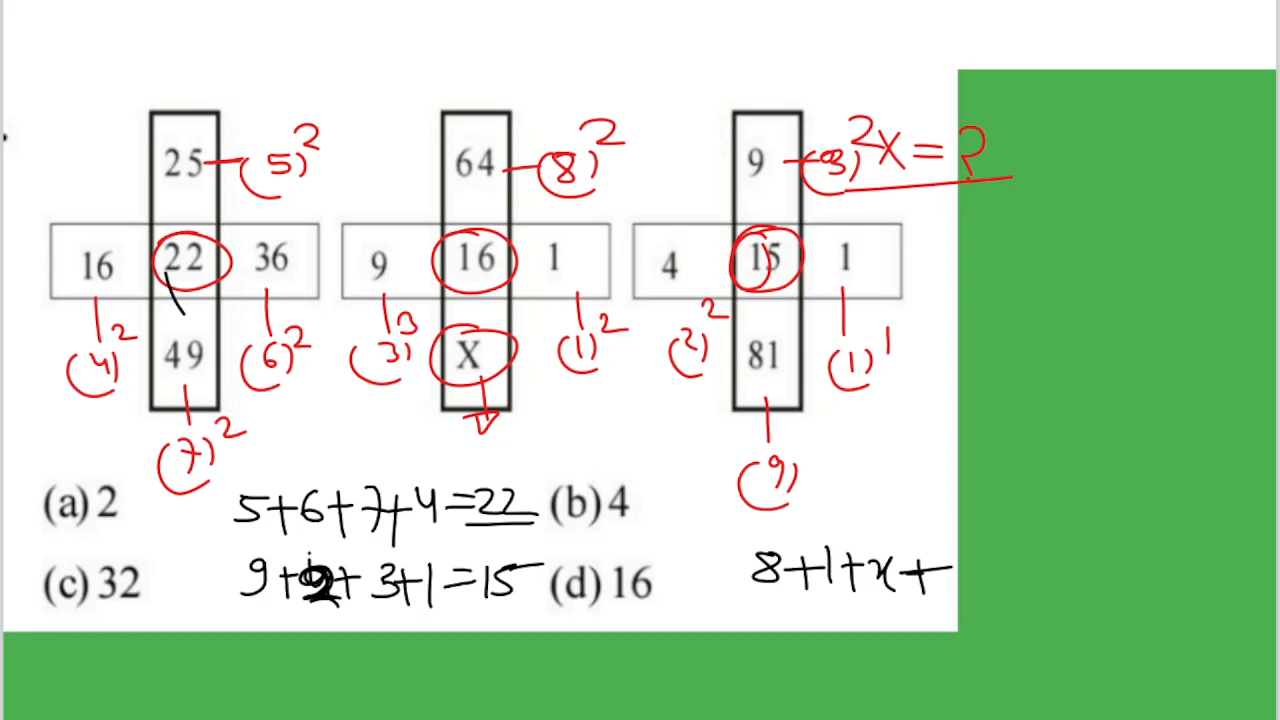 25 (5)² 64 (8)² 9 (3)² X = ?
16 22 36 9 16 1 4 15 1
(4)² 49 (6)² (3)³ X (1)² (2)² 81 (1)¹
(7)² (9)
(a) 2 5+6+7+4=22 (b) 4
(c) 32 9+2+3+1=15 (d) 16 8+1+x+